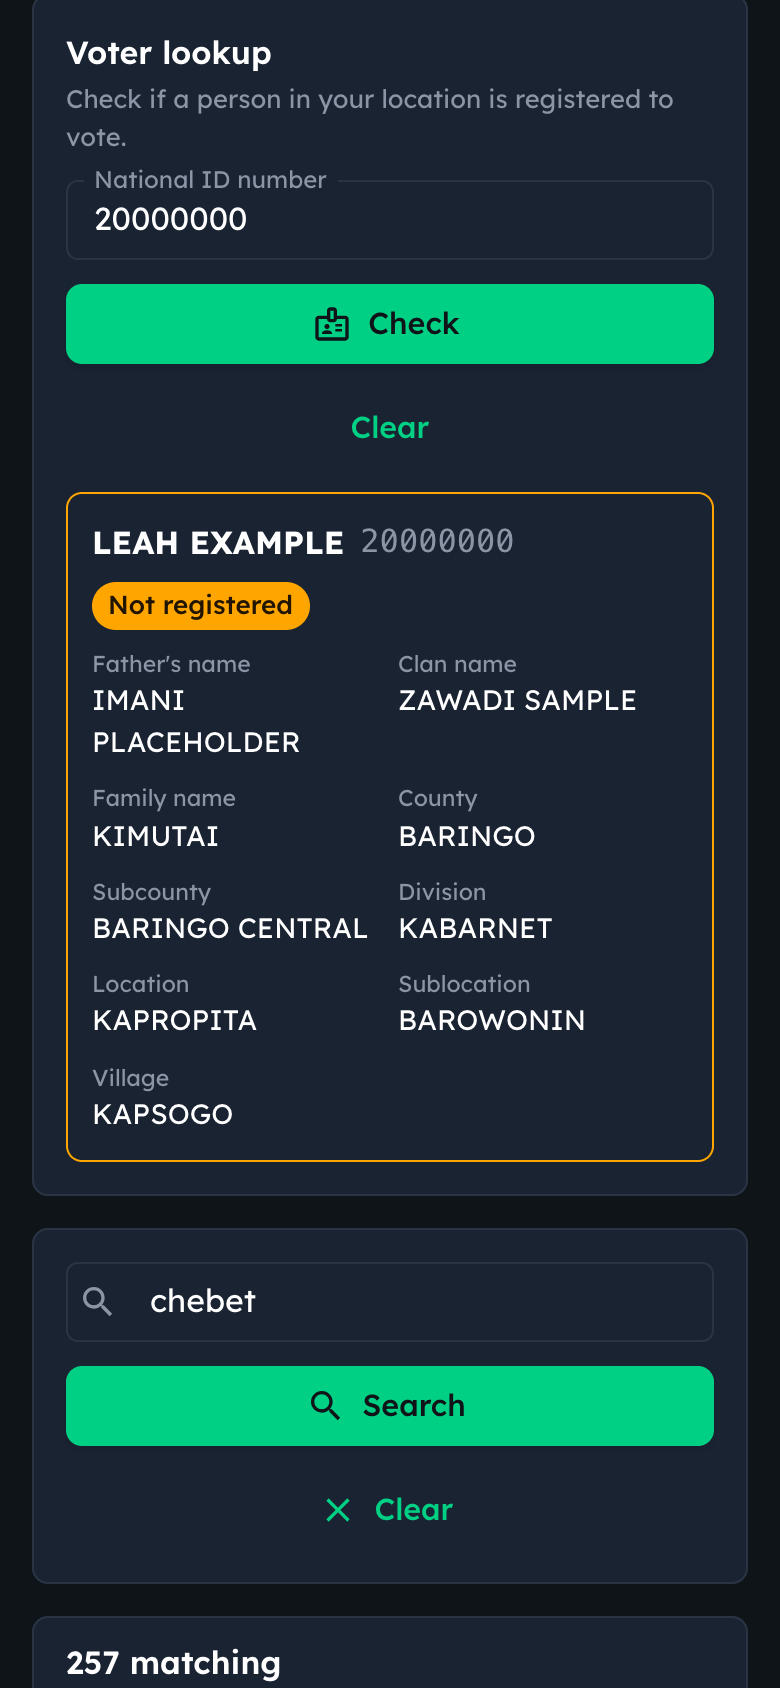 Voter lookup
Check if a person in your location is registered to
vote.
National ID number
20000000
Check
Clear
LEAH EXAMPLE 20000000
Not registered
Father's name Clan name
IMANI ZAWADI SAMPLE
PLACEHOLDER
Family name County
KIMUTAI BARINGO
Subcounty Division
BARINGO CENTRAL KABARNET
Location Sublocation
KAPROPITA BAROWONIN
Village
KAPSOGO
chebet
Search
Clear
257 matching